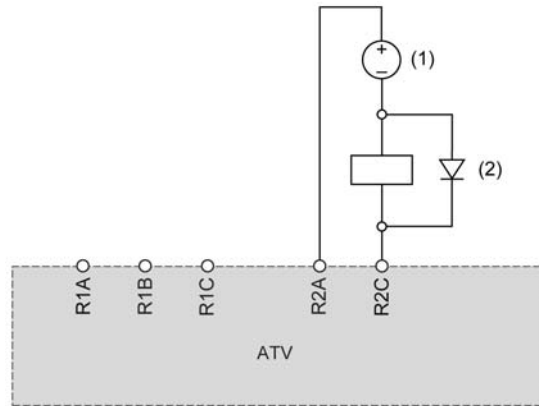 +
−
(1)
(2)
R1A
R1B
R1C
R2A
R2C
ATV